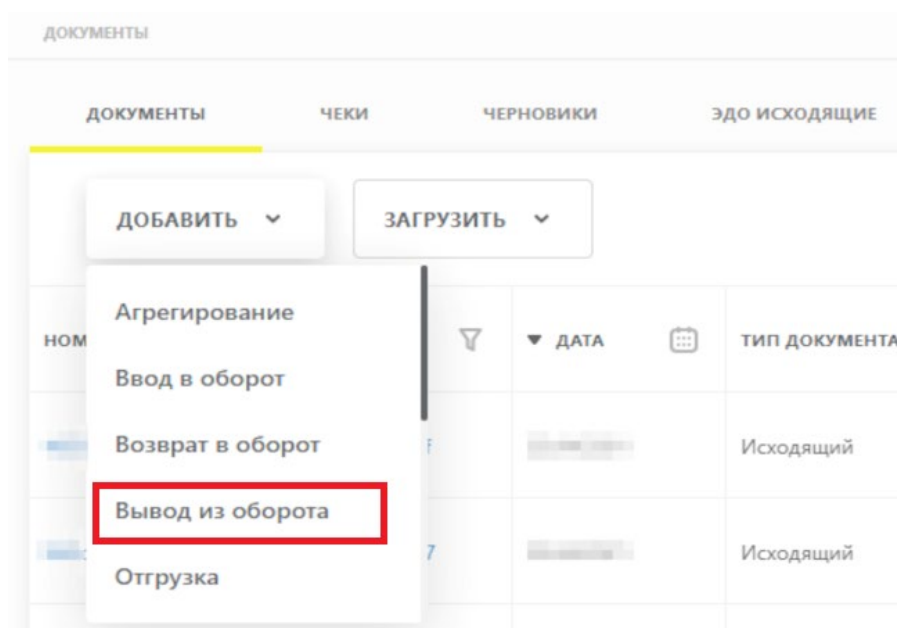 ДОКУМЕНТЫ
ДОКУМЕНТЫ ЧЕКИ ЧЕРНОВИКИ ЭДО ИСХОДЯЩИЕ
ДОБАВИТЬ ЗАГРУЗИТЬ
Агрегирование
НОМ ДАТА ТИП ДОКУМЕНТА
Ввод в оборот
Возврат в оборот
Исходящий
Вывод из оборота
7 Исходящий
Отгрузка